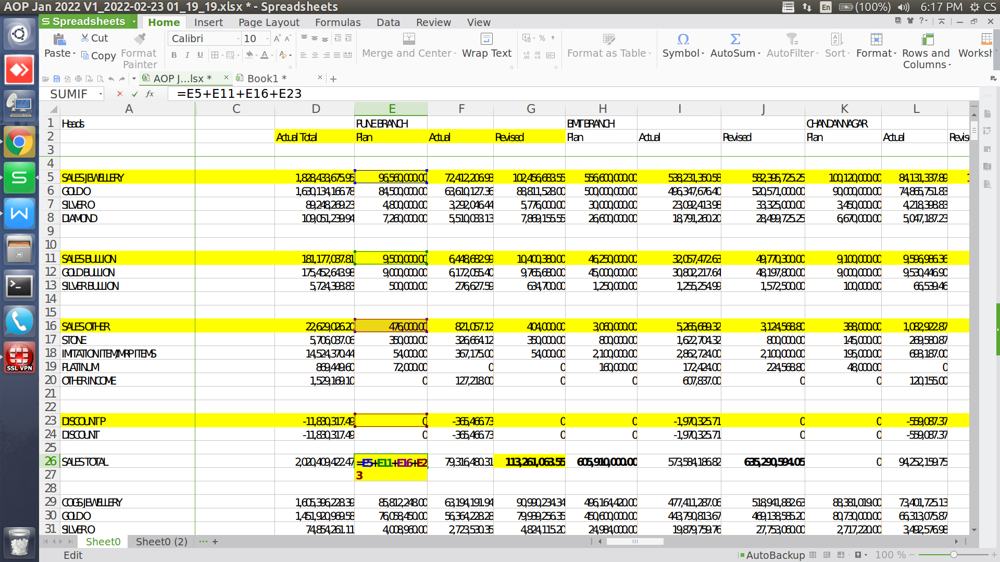 AOP Jan 2022 V1_2022-02-23 01_19_19.xlsx * - Spreadsheets En (100%) 6:17 PM CS
S Spreadsheets Home Insert Page Layout Formulas Data Review View ?
Paste Cut Copy Format Painter Calibri 10 A+ A- B I U A Merge and Center Wrap Text % Format as Table Symbol AutoSum AutoFilter Sort Format Rows and Columns Worksh
AOP J...lsx * × Book1 * × +
SUMIF fx =E5+E11+E16+E23
A C D E F G H I J K L
1 Heads PUNE BRANCH BMT BRANCH CHANDAN NAGAR
2 Actual Total Plan Actual Revised Plan Actual Revised Plan Actual Revis
3
4
5 SALES JEWELLERY 1,828,433,675.95 96,560,000.00 72,412,206.93 102,456,683.55 556,600,000.00 538,231,350.58 582,395,725.25 100,120,000.00 84,131,337.89 1
6 GOLD O 1,630,134,166.78 84,500,000.00 63,610,127.36 88,811,528.00 500,000,000.00 496,347,676.40 520,571,000.00 90,000,000.00 74,865,751.83
7 SILVER O 89,248,269.23 4,800,000.00 3,292,046.44 5,776,000.00 30,000,000.00 23,092,413.98 33,325,000.00 3,450,000.00 4,218,398.83
8 DIAMOND 109,051,239.94 7,260,000.00 5,510,033.13 7,869,155.55 26,600,000.00 18,791,260.20 28,499,725.25 6,670,000.00 5,047,187.23
9
10
11 SALES BULLION 181,177,037.81 9,500,000.00 6,448,682.99 10,400,380.00 46,250,000.00 32,057,472.63 49,770,300.00 9,100,000.00 9,596,986.36
12 GOLD BULLION 175,452,643.98 9,000,000.00 6,172,055.40 9,765,680.00 45,000,000.00 30,802,217.64 48,197,800.00 9,000,000.00 9,530,446.90
13 SILVER BULLION 5,724,393.83 500,000.00 276,627.59 634,700.00 1,250,000.00 1,255,254.99 1,572,500.00 100,000.00 66,539.46
14
15
16 SALES OTHER 22,629,026.20 476,000.00 821,057.12 404,000.00 3,060,000.00 5,265,689.32 3,124,568.80 388,000.00 1,082,922.87
17 STONE 5,706,037.06 350,000.00 326,664.12 350,000.00 800,000.00 1,622,704.32 800,000.00 145,000.00 269,580.87
18 IMITATION ITEM,MRP ITEMS 14,524,370.44 54,000.00 367,175.00 54,000.00 2,100,000.00 2,862,724.00 2,100,000.00 195,000.00 693,187.00
19 PLATINUM 869,449.60 72,000.00 0 0 160,000.00 172,424.00 224,568.80 48,000.00 0
20 OTHER INCOME 1,529,169.10 0 127,218.00 0 0 607,837.00 0 0 120,155.00
21
22
23 DISCOUNT P -11,830,317.49 0 -365,466.73 0 0 -1,970,325.71 0 0 -559,087.37
24 DISCOUNT -11,830,317.49 0 -365,466.73 0 0 -1,970,325.71 0 0 -559,087.37
25
26 SALES TOTAL 2,020,409,422.47 =E5+E11+E16+E2 79,316,480.31 113,261,063.55 605,910,000.00 573,584,186.82 635,290,594.05 0 94,252,159.75
27 3
28
29 COGS JEWELLERY 1,605,396,228.39 85,812,248.00 63,194,191.94 90,990,234.34 496,164,420.00 477,411,287.06 518,941,882.63 88,381,019.00 73,401,725.13
30 GOLD O 1,451,920,969.58 76,058,450.00 56,364,228.28 79,939,256.35 450,600,000.00 443,790,813.67 469,138,585.20 80,730,000.00 66,313,075.87
31 SILVER O 74,854,261.11 4,008,960.00 2,723,530.35 4,824,115.20 24,984,000.00 19,879,759.76 27,753,060.00 2,717,220.00 3,492,576.98
Sheet0 Sheet0 (2) ... +
Edit AutoBackup 100 % − +
SSL VPN